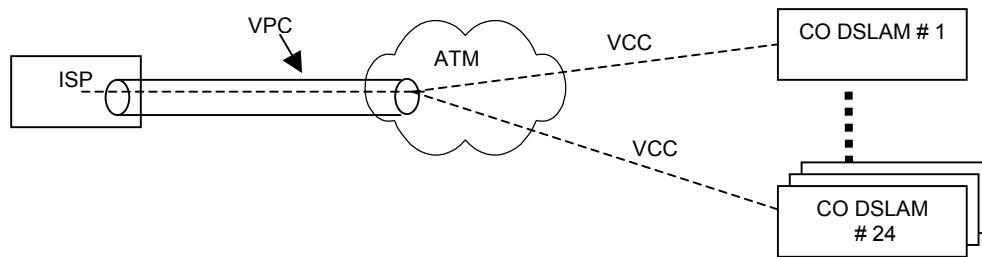 VPC
ISP
ATM
VCC
CO DSLAM # 1
VCC
CO DSLAM
# 24